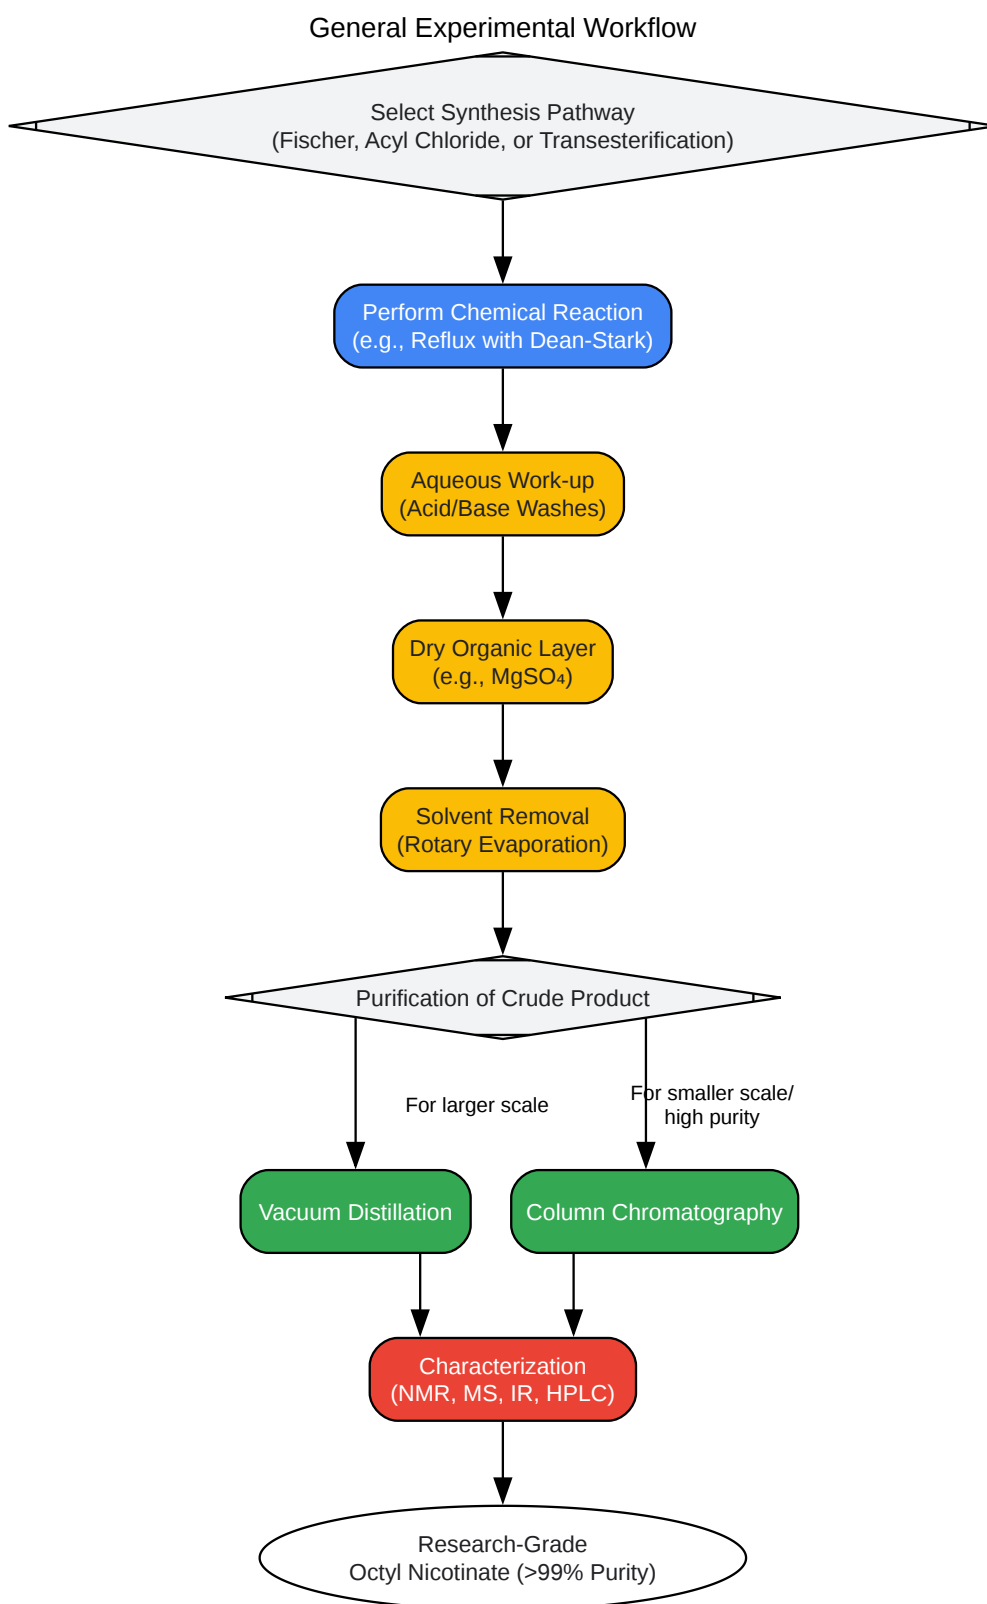 General Experimental Workflow
Select Synthesis Pathway
(Fischer, Acyl Chloride, or Transesterification)
Perform Chemical Reaction
(e.g., Reflux with Dean-Stark)
Aqueous Work-up
(Acid/Base Washes)
Dry Organic Layer
(e.g., MgSO₄)
Solvent Removal
(Rotary Evaporation)
Purification of Crude Product
For larger scale
For smaller scale/
high purity
Vacuum Distillation
Column Chromatography
Characterization
(NMR, MS, IR, HPLC)
Research-Grade
Octyl Nicotinate (>99% Purity)